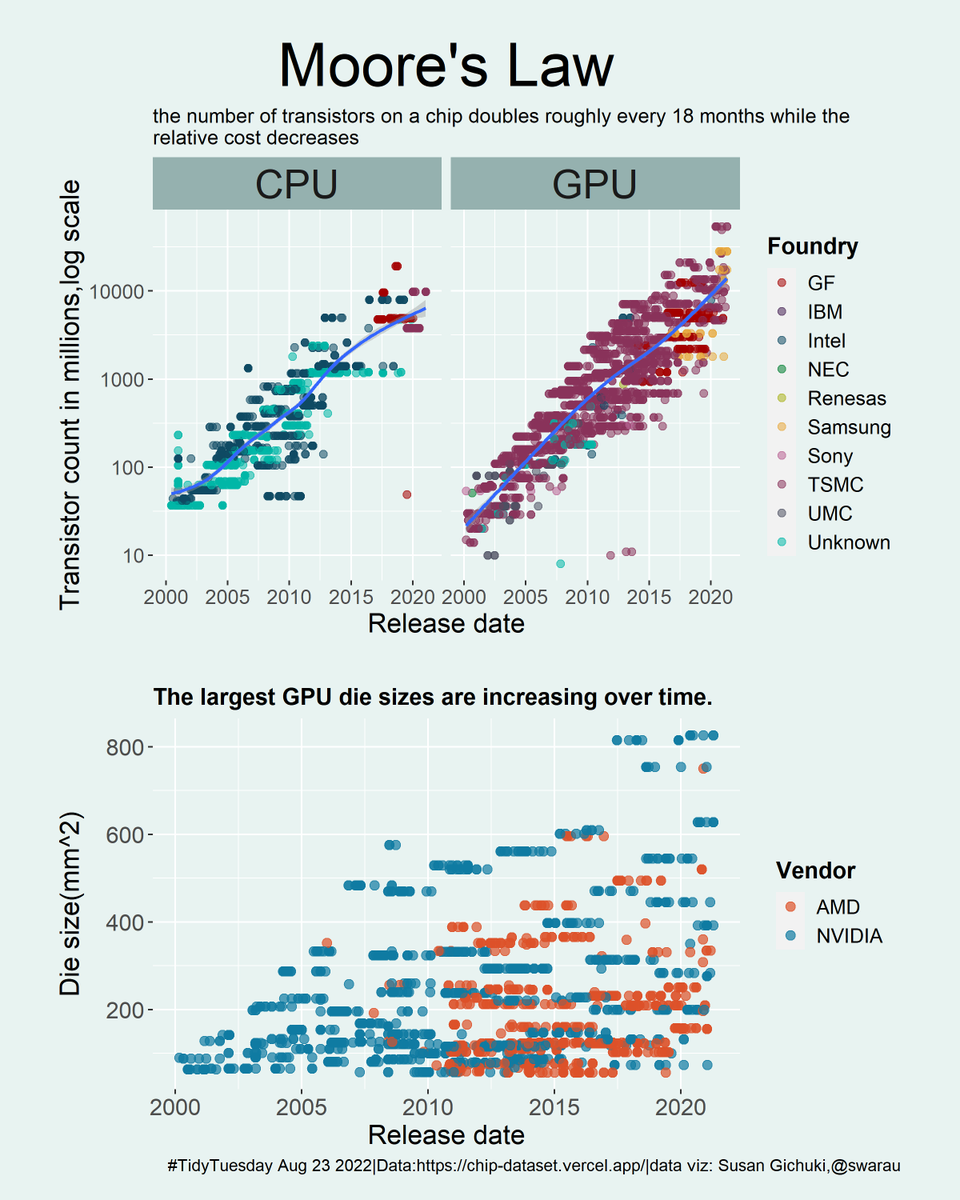 Moore's Law
the number of transistors on a chip doubles roughly every 18 months while the
relative cost decreases
CPU
GPU
Transistor count in millions,log scale
10000
1000
100
10
2000 2005 2010 2015 2020
2000 2005 2010 2015 2020
Release date
Foundry
GF
IBM
Intel
NEC
Renesas
Samsung
Sony
TSMC
UMC
Unknown
The largest GPU die sizes are increasing over time.
Die size(mm^2)
800
600
400
200
2000 2005 2010 2015 2020
Release date
Vendor
AMD
NVIDIA
#TidyTuesday Aug 23 2022|Data:https://chip-dataset.vercel.app/|data viz: Susan Gichuki,@swarau